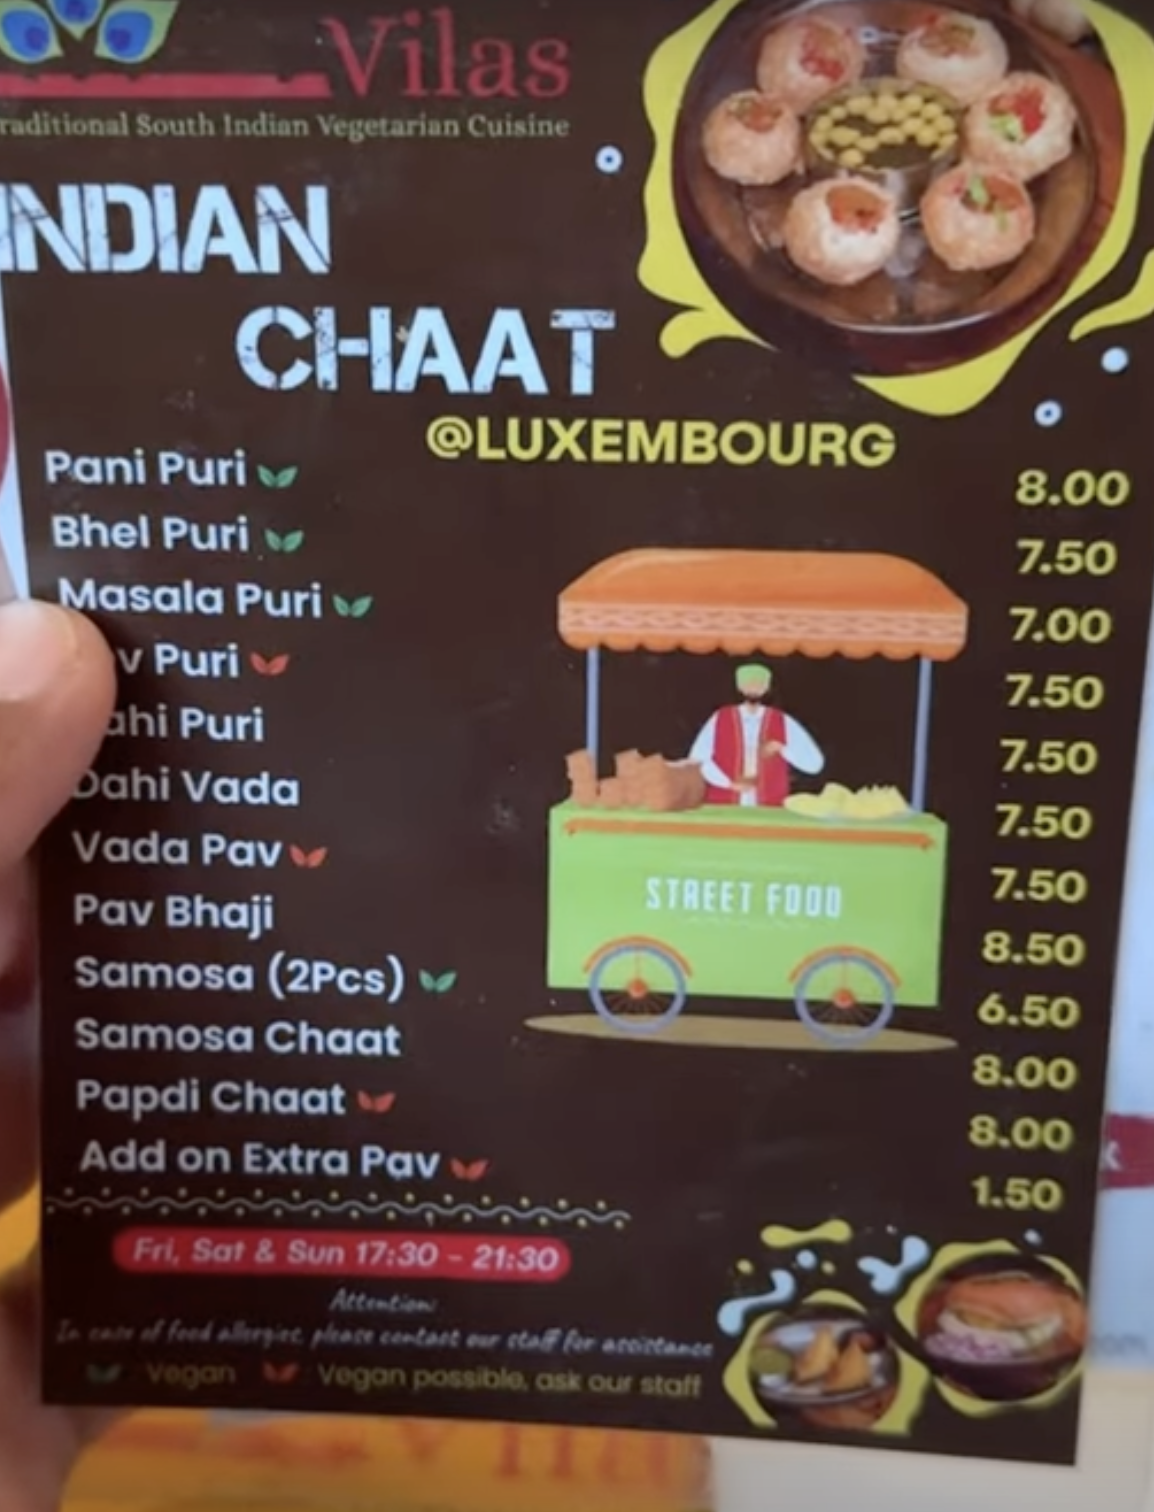 Vilas
raditional South Indian Vegetarian Cuisine
INDIAN
CHAAT
@LUXEMBOURG
Pani Puri 8.00
Bhel Puri 7.50
Masala Puri 7.00
v Puri 7.50
ahi Puri 7.50
Dahi Vada 7.50
Vada Pav 7.50
Pav Bhaji 8.50
Samosa (2Pcs) 6.50
Samosa Chaat 8.00
Papdi Chaat 8.00
Add on Extra Pav 1.50
STREET FOOD
Fri, Sat & Sun 17:30 - 21:30
Attention:
In case of food allergies, please contact our staff for assistance
Vegan Vegan possible, ask our staff